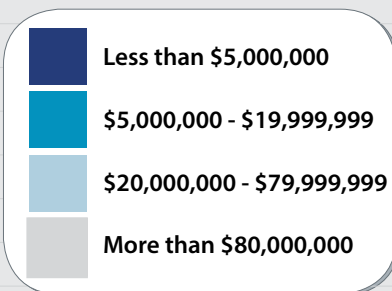 Less than $5,000,000
$5,000,000 - $19,999,999
$20,000,000 - $79,999,999
More than $80,000,000